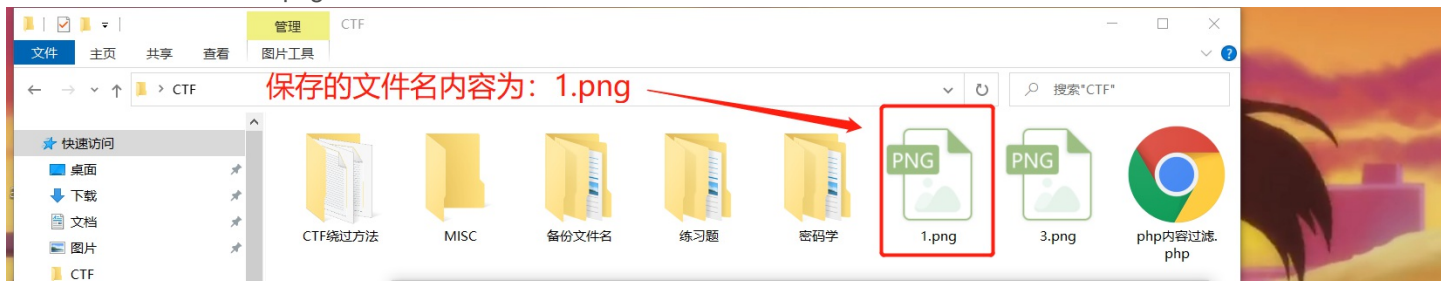 管理
CTF
文件
主页
共享
查看
图片工具
CTF
保存的文件名内容为：1.png
搜索"CTF"
快速访问
桌面
下载
文档
图片
CTF
PNG
PNG
CTF绕过方法
MISC
备份文件名
练习题
密码学
1.png
3.png
php内容过滤.
php